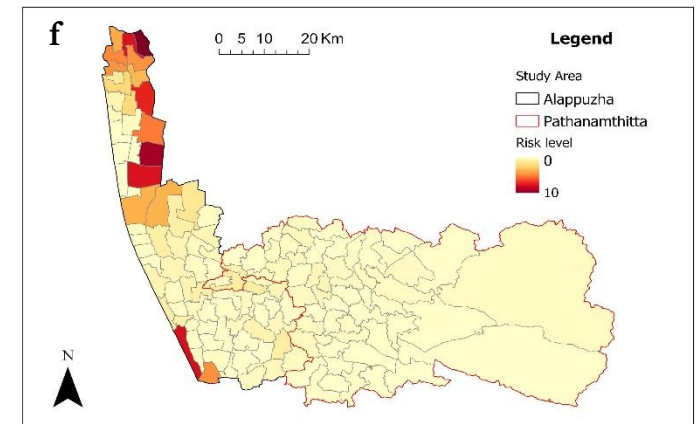 f
0 5 10 20 Km
Legend
Study Area
Alappuzha
Pathanamthitta
Risk level
0
10
N